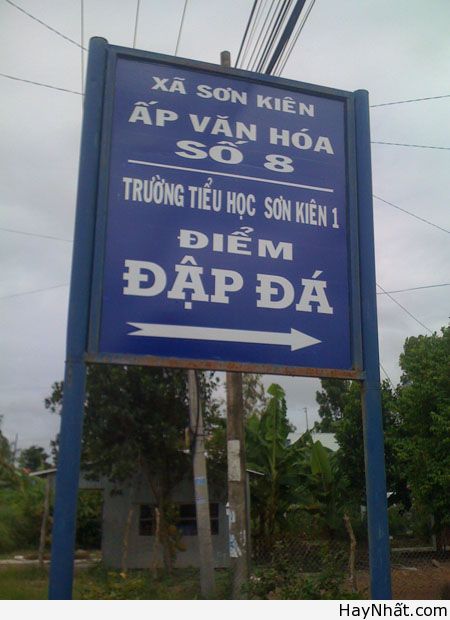 XÃ SƠN KIÊN
ẤP VĂN HÓA
SỐ 8
TRƯỜNG TIỂU HỌC SƠN KIÊN 1
ĐIỂM
ĐẬP ĐÁ
HayNhất.com